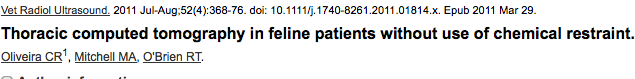 Vet Radiol Ultrasound. 2011 Jul-Aug;52(4):368-76. doi: 10.1111/j.1740-8261.2011.01814.x. Epub 2011 Mar 29.
Thoracic computed tomography in feline patients without use of chemical restraint.
Oliveira CR1, Mitchell MA, O'Brien RT.